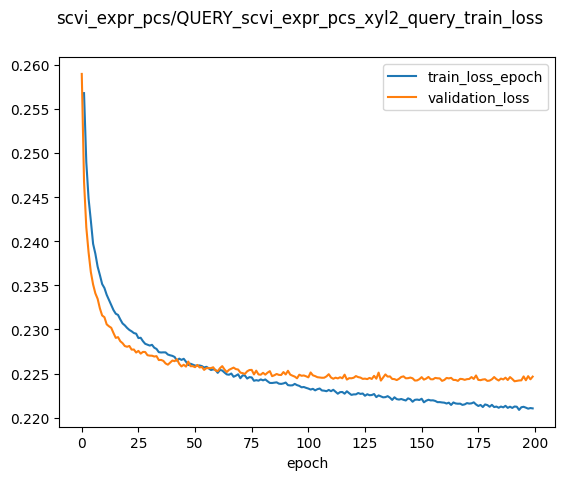 scvi_expr_pcs/QUERY_scvi_expr_pcs_xyl2_query_train_loss
0.260
train_loss_epoch
validation_loss
0.255
0.250
0.245
0.240
0.235
0.230
0.225
0.220
0 25 50 75 100 125 150 175 200
epoch